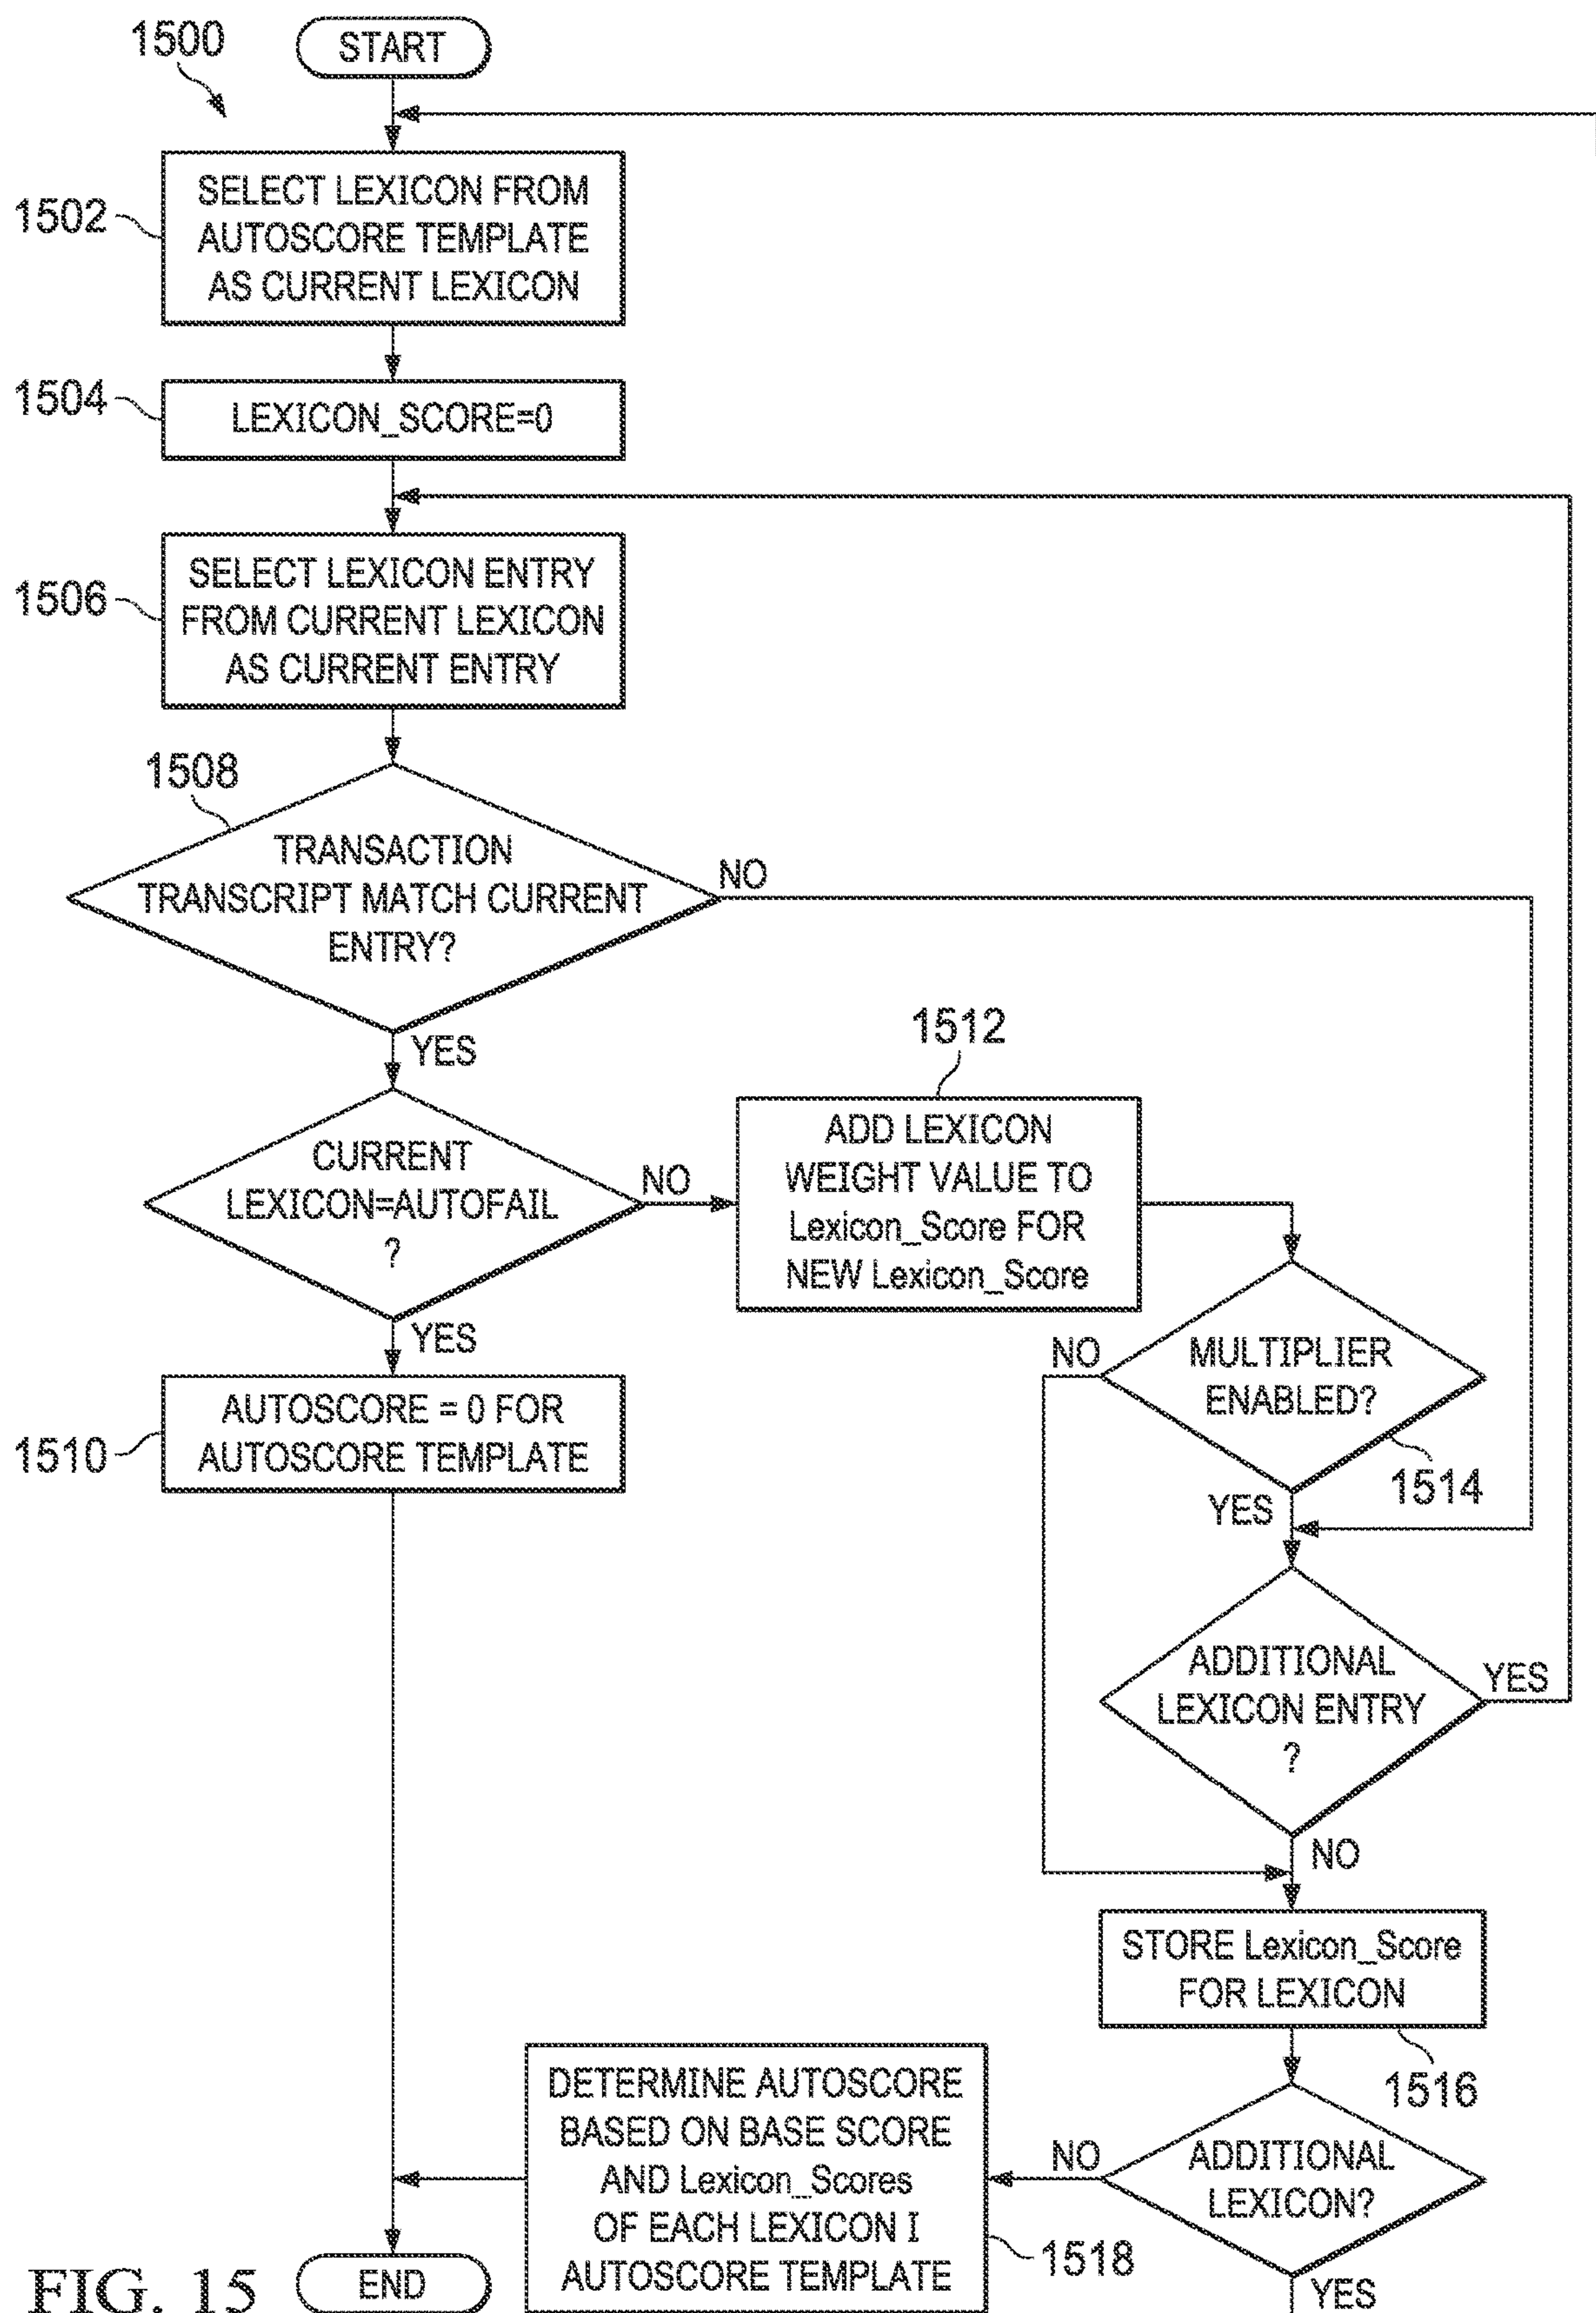 1500
START
1502
SELECT LEXICON FROM
AUTOSCORE TEMPLATE
AS CURRENT LEXICON
1504
LEXICON_SCORE=0
1506
SELECT LEXICON ENTRY
FROM CURRENT LEXICON
AS CURRENT ENTRY
1508
TRANSACTION
TRANSCRIPT MATCH CURRENT
ENTRY?
NO
YES
CURRENT
LEXICON=AUTOFAIL
?
NO
YES
1512
ADD LEXICON
WEIGHT VALUE TO
Lexicon_Score FOR
NEW Lexicon_Score
1510
AUTOSCORE = 0 FOR
AUTOSCORE TEMPLATE
MULTIPLIER
ENABLED?
NO
1514
YES
ADDITIONAL
LEXICON ENTRY
?
YES
NO
STORE Lexicon_Score
FOR LEXICON
1516
ADDITIONAL
LEXICON?
NO
YES
DETERMINE AUTOSCORE
BASED ON BASE SCORE
AND Lexicon_Scores
OF EACH LEXICON I
AUTOSCORE TEMPLATE
1518
END
FIG. 15